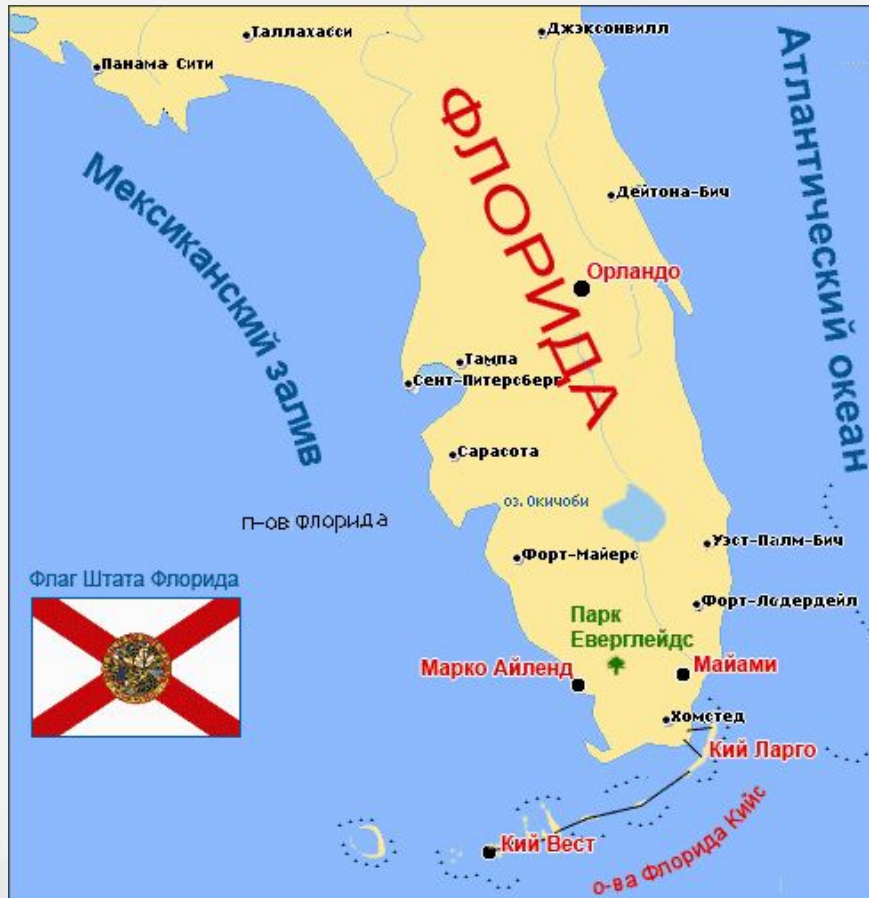 Таллахасси
Джэксонвилл
Панама Сити
Атлантический океан
Мексиканский залив
ФЛОРИДА
Дейтона-Бич
Орландо
Тампа
Сент-Питерсберг
Сарасота
оз. Окичоби
п-ов Флорида
Уэст-Палм-Бич
Форт-Майерс
Флаг Штата Флорида
Форт-Лодердейл
Парк
Еверглейдс
Марко Айленд
Майами
Хомстед
Кий Ларго
Кий Вест
о-ва Флорида Кийс